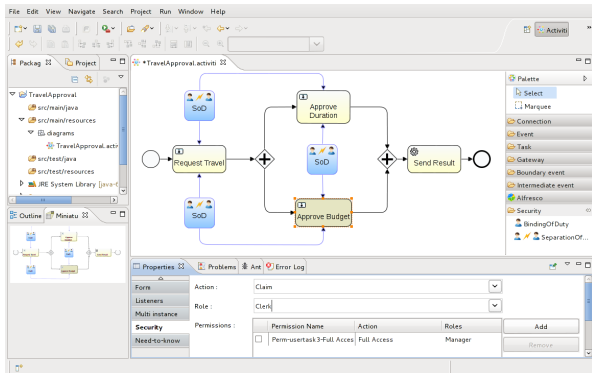 File Edit View Navigate Search Project Run Window Help
Activiti
Packag Project
*TravelApproval.activiti
TravelApproval
src/main/java
src/main/resources
diagrams
TravelApproval.activ
src/test/java
src/test/resources
JRE System Library [java-6
Outline Miniatu
SoD
Approve
Duration
Request Travel
SoD
Send Result
SoD
Approve Budget
Palette
Select
Marquee
Connection
Event
Task
Gateway
Boundary event
Intermediate event
Alfresco
Security
BindingOfDuty
SeparationOf...
Properties Problems Ant Error Log
Form
Listeners
Multi instance
Security
Need-to-know
Action : Claim
Role : Clerk
Permissions :
Permission Name Action Roles
Perm-usertask3-Full Acces Full Access Manager
Add
Remove